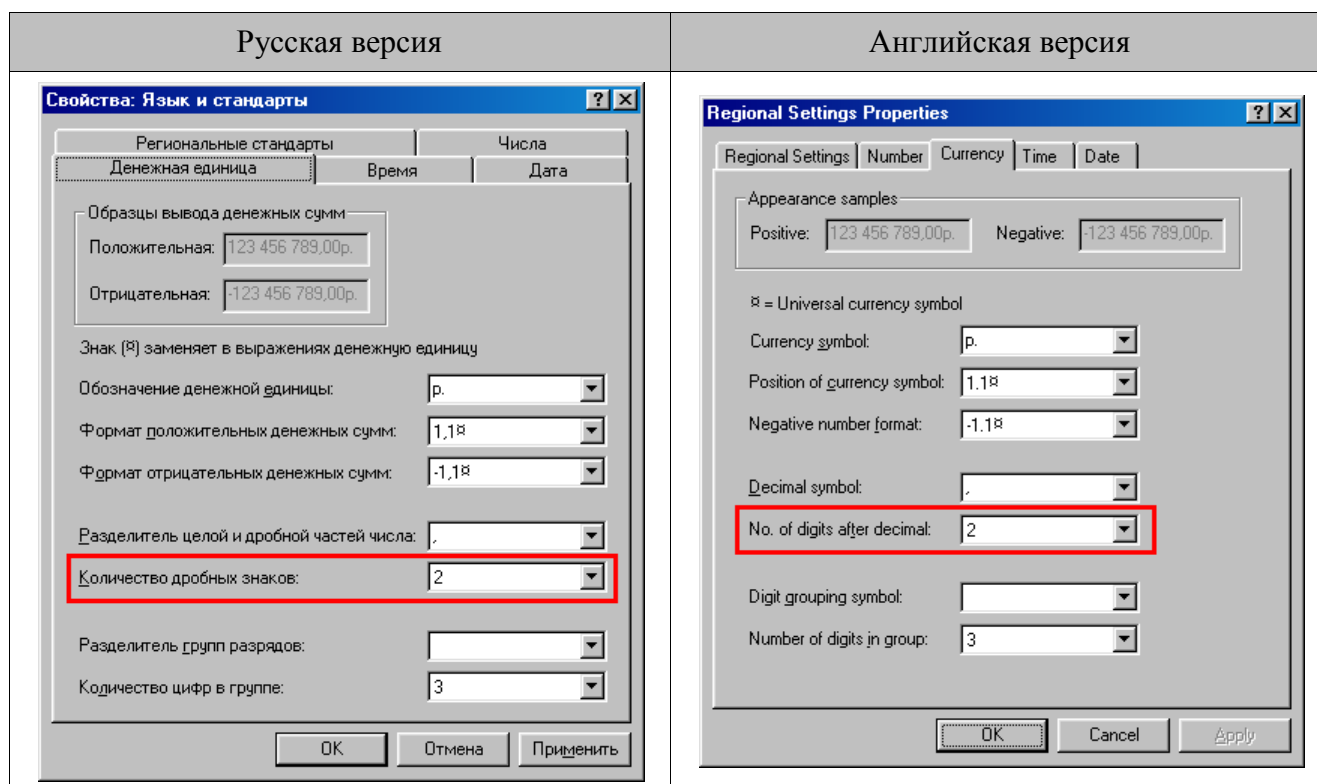 Русская версия
Английская версия
Свойства: Язык и стандарты
Региональные стандарты
Числа
Денежная единица
Время
Дата
Образцы вывода денежных сумм
Положительная: 123 456 789,00р.
Отрицательная: -123 456 789,00р.
Знак (¤) заменяет в выражениях денежную единицу
Обозначение денежной единицы: р.
Формат положительных денежных сумм: 1,1¤
Формат отрицательных денежных сумм: -1,1¤
Разделитель целой и дробной частей числа: ,
Количество дробных знаков: 2
Разделитель групп разрядов:
Количество цифр в группе: 3
OK
Отмена
Применить
Regional Settings Properties
Regional Settings
Number
Currency
Time
Date
Appearance samples
Positive: 123 456 789,00р. Negative: -123 456 789,00р.
¤ = Universal currency symbol
Currency symbol: р.
Position of currency symbol: 1.1¤
Negative number format: -1.1¤
Decimal symbol: ,
No. of digits after decimal: 2
Digit grouping symbol:
Number of digits in group: 3
OK
Cancel
Apply